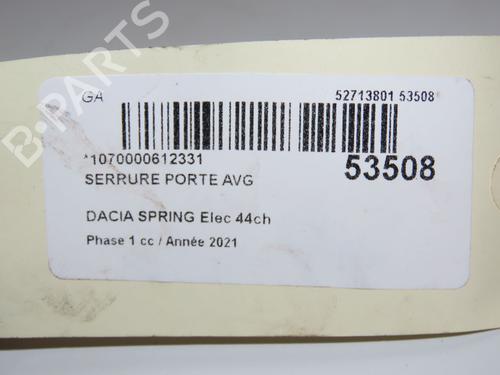 GA 52713801 53508
*1070000612331 53508
SERRURE PORTE AVG
DACIA SPRING Elec 44ch
Phase 1 cc / Année 2021
B-PARTS